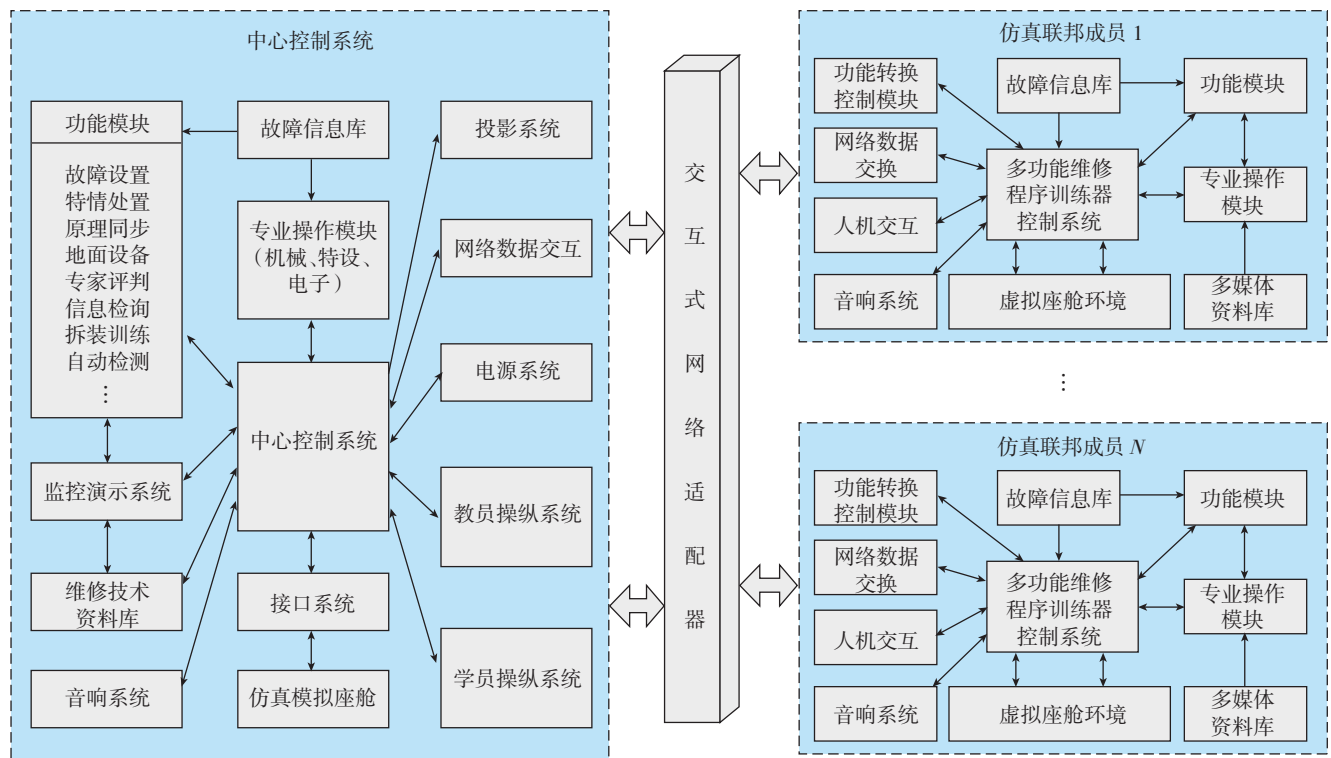 中心控制系统
功能模块
故障设置
特情处置
原理同步
地面设备
专家评判
信息检询
拆装训练
自动检测
⋮
监控演示系统
维修技术
资料库
音响系统
故障信息库
专业操作模块
(机械、特设、
电子)
中心控制系统
接口系统
仿真模拟座舱
投影系统
网络数据交互
电源系统
教员操纵系统
学员操纵系统
交
互
式
网
络
适
配
器
仿真联邦成员 1
功能转换
控制模块
网络数据
交换
人机交互
音响系统
故障信息库
多功能维修
程序训练器
控制系统
虚拟座舱环境
功能模块
专业操作
模块
多媒体
资料库
⋮
仿真联邦成员 N
功能转换
控制模块
网络数据
交换
人机交互
音响系统
故障信息库
多功能维修
程序训练器
控制系统
虚拟座舱环境
功能模块
专业操作
模块
多媒体
资料库